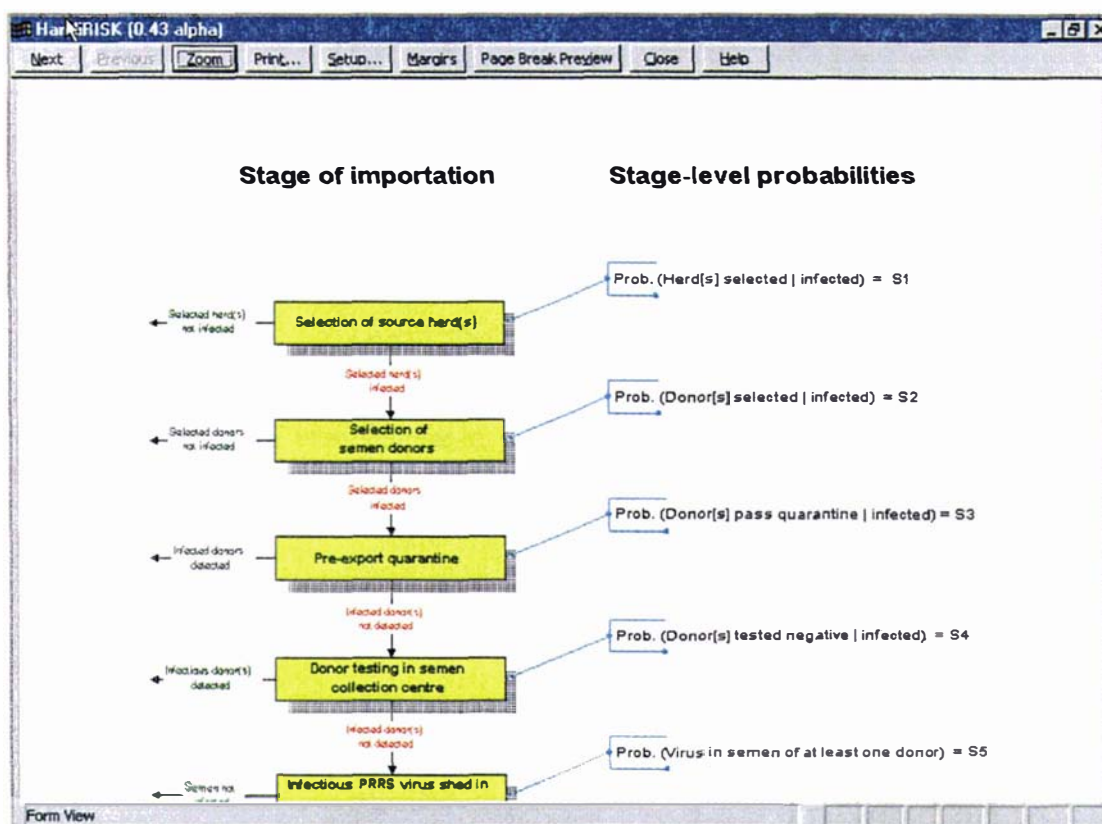 RISK (0.43 alpha)
Next Previous Zoom Print... Setup... Margins Page Break Preview Close Help
Stage of importation Stage-level probabilities
Prob. (Herd[s] selected | infected) = S1
Selected herd(s)
not infected
Selection of source herd(s)
Selected herd(s)
infected
Prob. (Donor[s] selected | infected) = S2
Selected donors
not infected
Selection of
semen donors
Selected donors
infected
Prob. (Donor[s] pass quarantine | infected) = S3
Infected donors
detected
Pre-export quarantine
Infected donor(s)
not detected
Prob. (Donor[s] tested negative | infected) = S4
Infectious donor(s)
detected
Donor testing in semen
collection centre
Infected donor(s)
not detected
Prob. (Virus in semen of at least one donor) = S5
Semen not
Infectious PRRS virus shed in
Form View